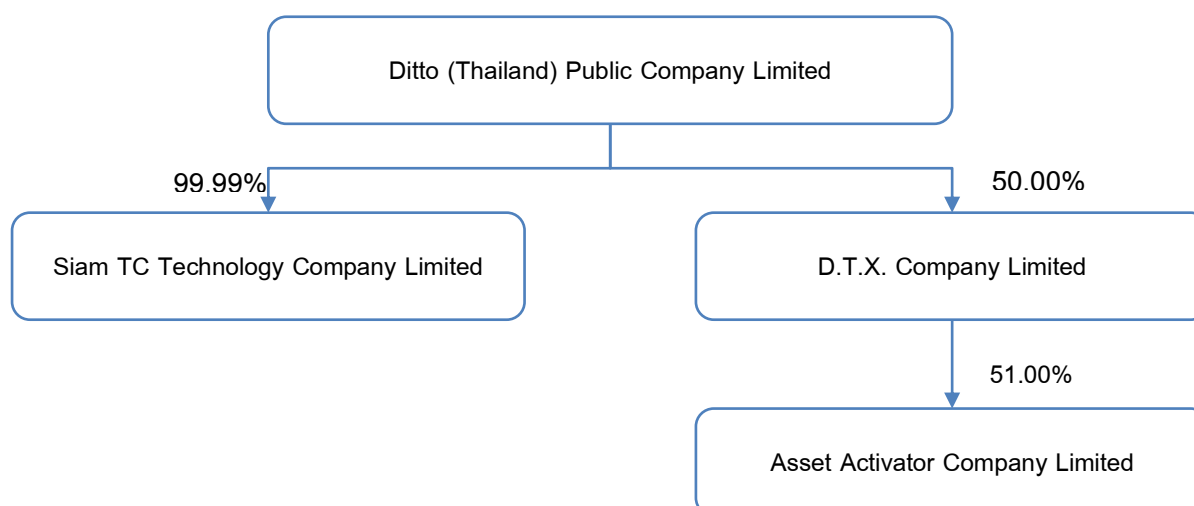 Ditto (Thailand) Public Company Limited
99.99%
50.00%
Siam TC Technology Company Limited
D.T.X. Company Limited
51.00%
Asset Activator Company Limited